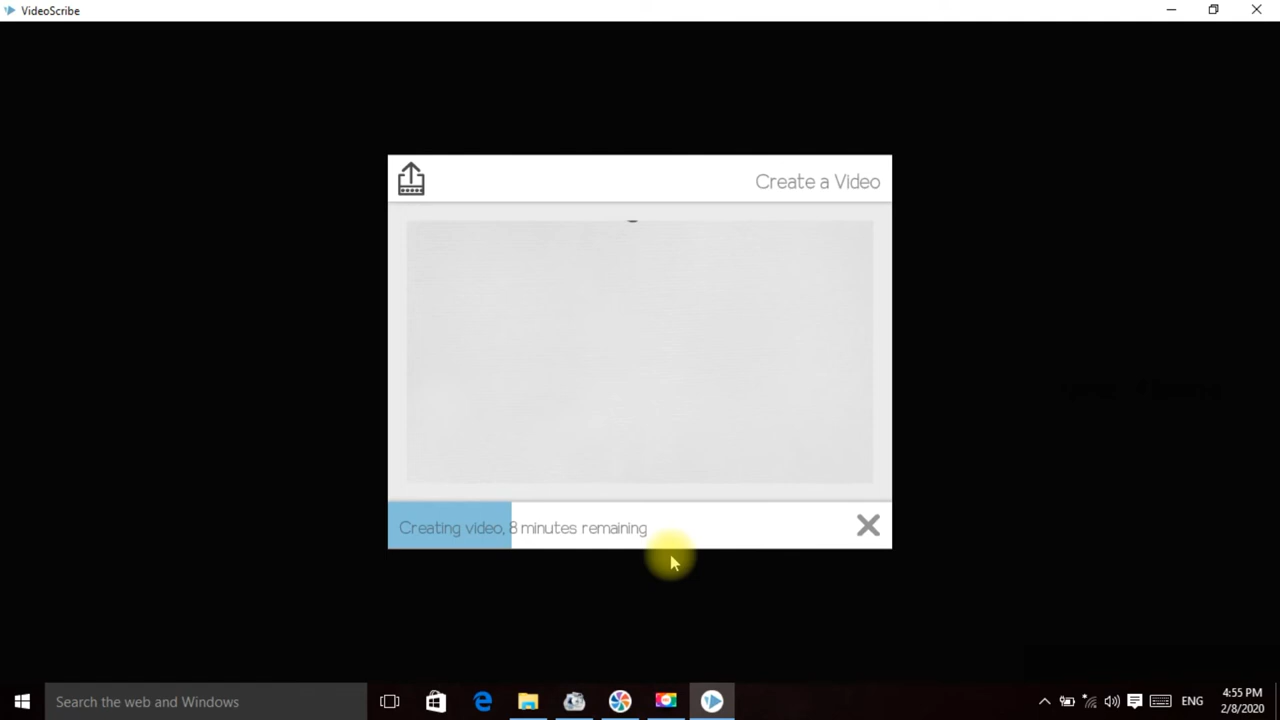 VideoScribe
Create a Video
Creating video, 8 minutes remaining
Search the web and Windows
ENG
4:55 PM
2/8/2020